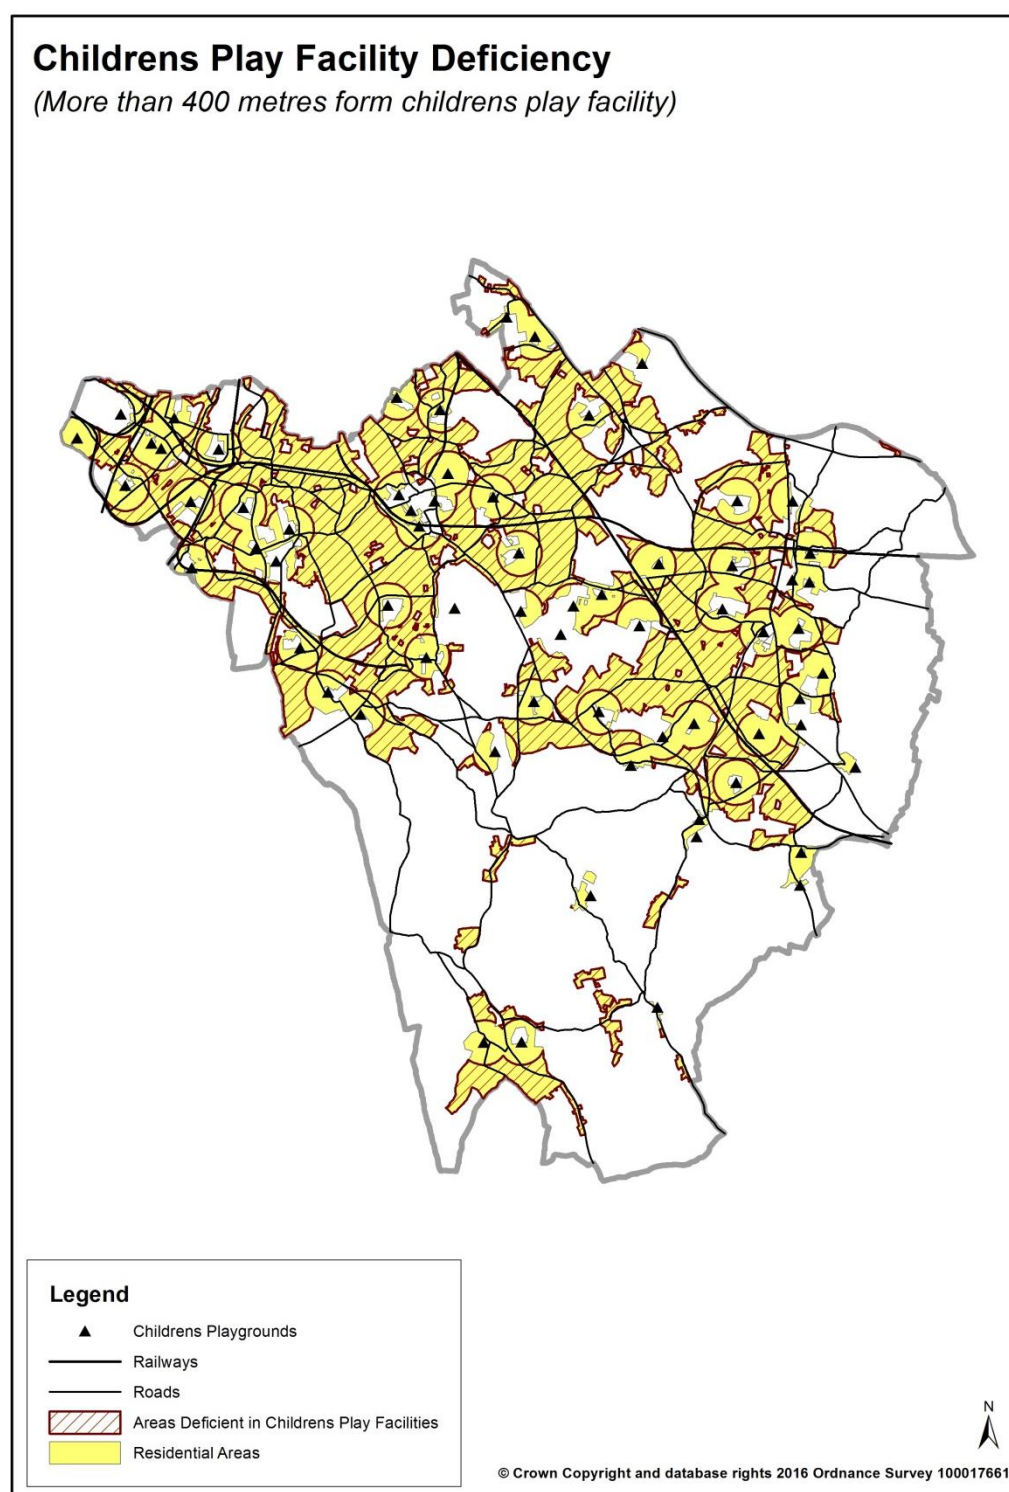 Childrens Play Facility Deficiency
(More than 400 metres form childrens play facility)
Legend
Childrens Playgrounds
Railways
Roads
Areas Deficient in Childrens Play Facilities
Residential Areas
N
© Crown Copyright and database rights 2016 Ordnance Survey 100017661